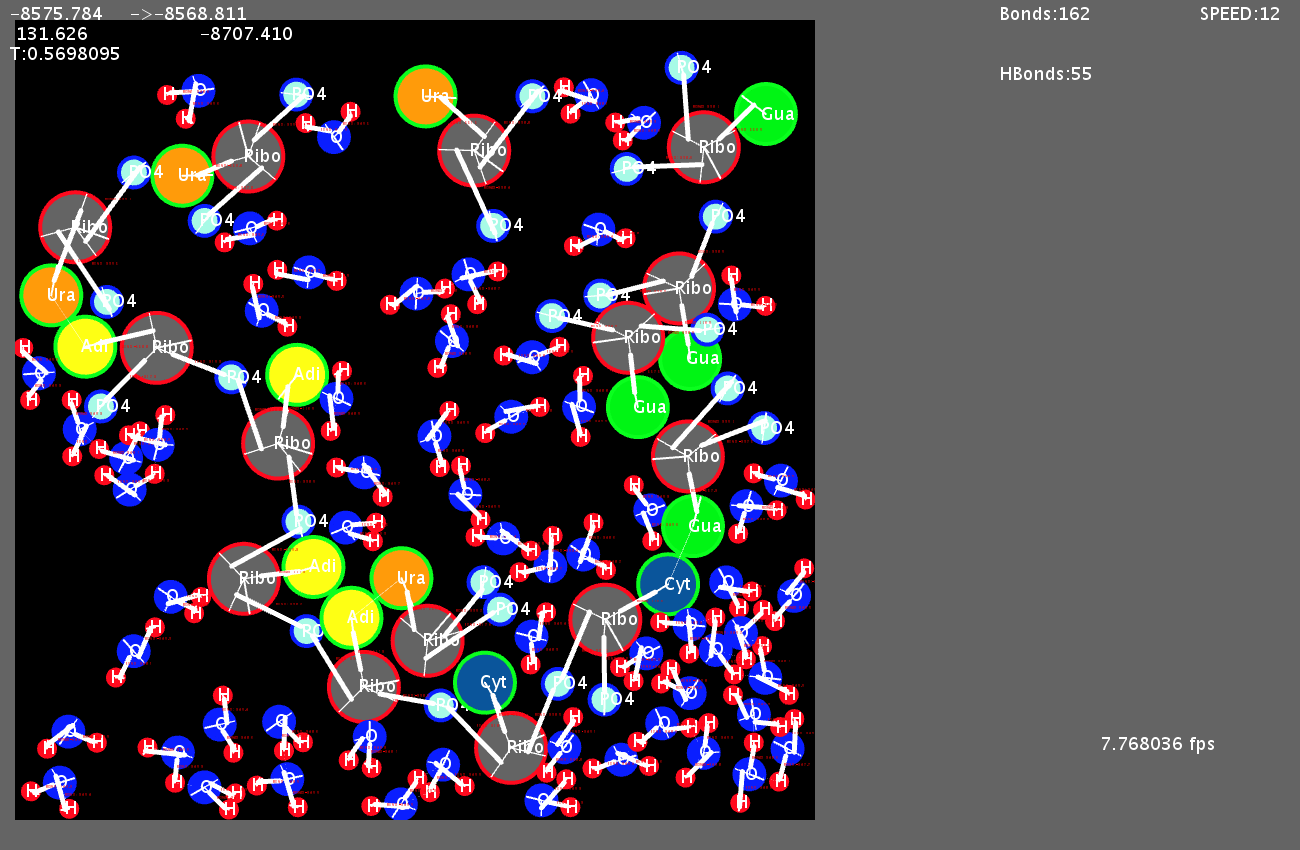 -8575.784 ->-8568.811 Bonds:162 SPEED:12
131.626 -8707.410
T:0.5698095
HBonds:55
PO4
O PO4 Ura PO4 O
H H H H Gua
H H H O H
O Ribo Ribo Ribo H
PO4 Ura PO4
PO4 O H PO4 PO4
Ribo H O
H H
O O H
H H H O Ribo H
Ura PO4 H O H H PO4 O H
O PO4
H H Ribo PO4
H Adi Ribo O H O H Gua
O PO4 Adi H H H PO4
H PO4 H O H H O Gua
H O H H O H PO4
H O H O H Ribo Ribo
H H H O H H O
O H H O H O H
PO4 O H H H O H
H O H H Gua
Ribo Adi Ura PO4 H O H Cyt O H
O H PO4 H O
H Adi O Ribo H O H
H PO Ribo H O O
O H O H
H Ribo Cyt PO4 PO4 H O H
H PO4 H O
O O O O Ribo O H O O
H H H H H H H
O O O O O O
H H H H H H H
7.768036 fps